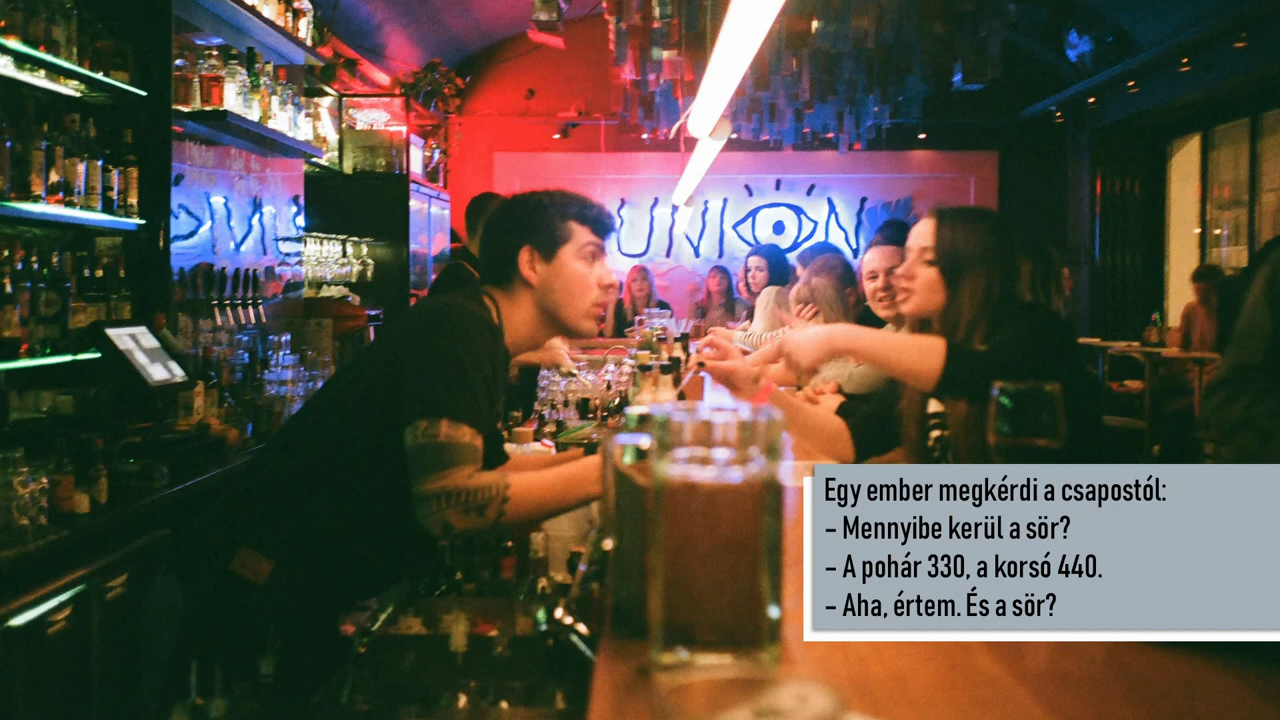 UNION
Egy ember megkérdi a csapostól:
- Mennyibe kerül a sör?
- A pohár 330, a korsó 440.
- Aha, értem. És a sör?